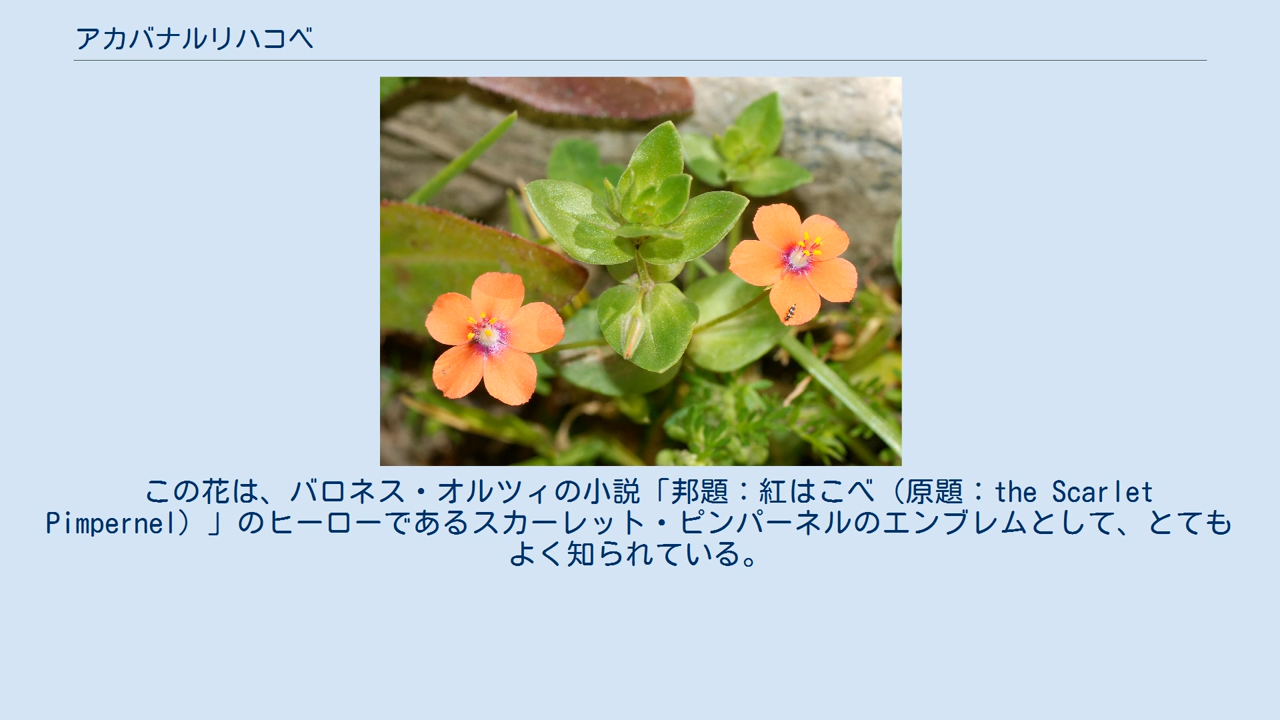 アカバナルリハコベ
この花は、バロネス・オルツィの小説「邦題：紅はこべ（原題：the Scarlet
Pimpernel）」のヒーローであるスカーレット・ピンパーネルのエンブレムとして、とても
よく知られている。